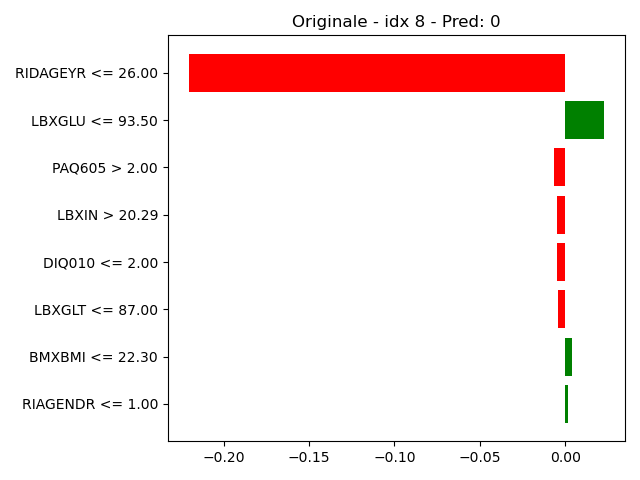 Originale - idx 8 - Pred: 0
RIDAGEYR <= 26.00
LBXGLU <= 93.50
PAQ605 > 2.00
LBXIN > 20.29
DIQ010 <= 2.00
LBXGLT <= 87.00
BMXBMI <= 22.30
RIAGENDR <= 1.00
−0.20 −0.15 −0.10 −0.05 0.00